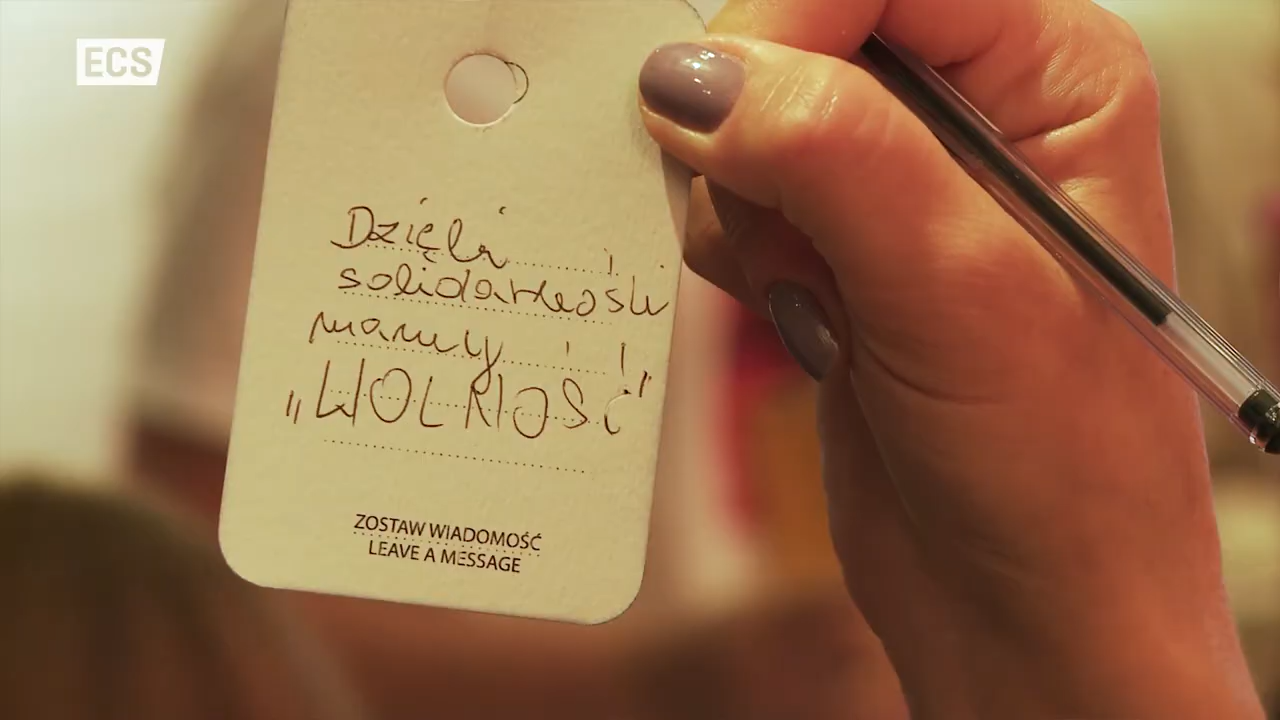 ECS
Dzięki
solidarności
mamy
„WOLNOŚĆ"
ZOSTAW WIADOMOŚĆ
LEAVE A MESSAGE